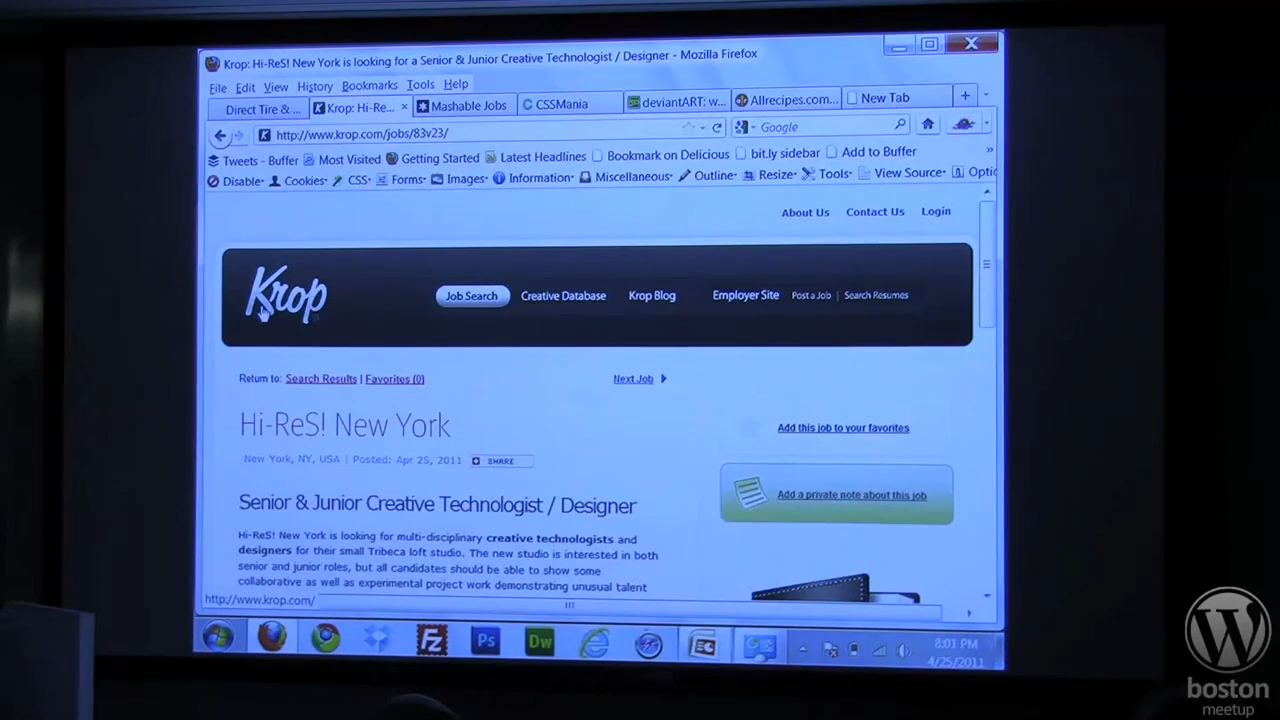 Krop: Hi-ReS! New York is looking for a Senior & Junior Creative Technologist / Designer - Mozilla Firefox
File Edit View History Bookmarks Tools Help
Direct Tire & ... Krop: Hi-Re... × Mashable Jobs CSSMania deviantART: w... Allrecipes.com... New Tab +
http://www.krop.com/jobs/83v23/ Google
Tweets - Buffer Most Visited Getting Started Latest Headlines Bookmark on Delicious bit.ly sidebar Add to Buffer »
Disable Cookies CSS Forms Images Information Miscellaneous Outline Resize Tools View Source Optic
About Us Contact Us Login
Krop Job Search Creative Database Krop Blog Employer Site Post a Job | Search Resumes
Return to: Search Results | Favorites (0) Next Job
Hi-ReS! New York
Add this job to your favorites
New York, NY, USA | Posted: Apr 25, 2011 SHARE
Add a private note about this job
Senior & Junior Creative Technologist / Designer
Hi-ReS! New York is looking for multi-disciplinary creative technologists and
designers for their small Tribeca loft studio. The new studio is interested in both
senior and junior roles, but all candidates should be able to show some
collaborative as well as experimental project work demonstrating unusual talent
http://www.krop.com/
Fz Ps Dw 8:01 PM
4/25/2011
W
boston
meetup